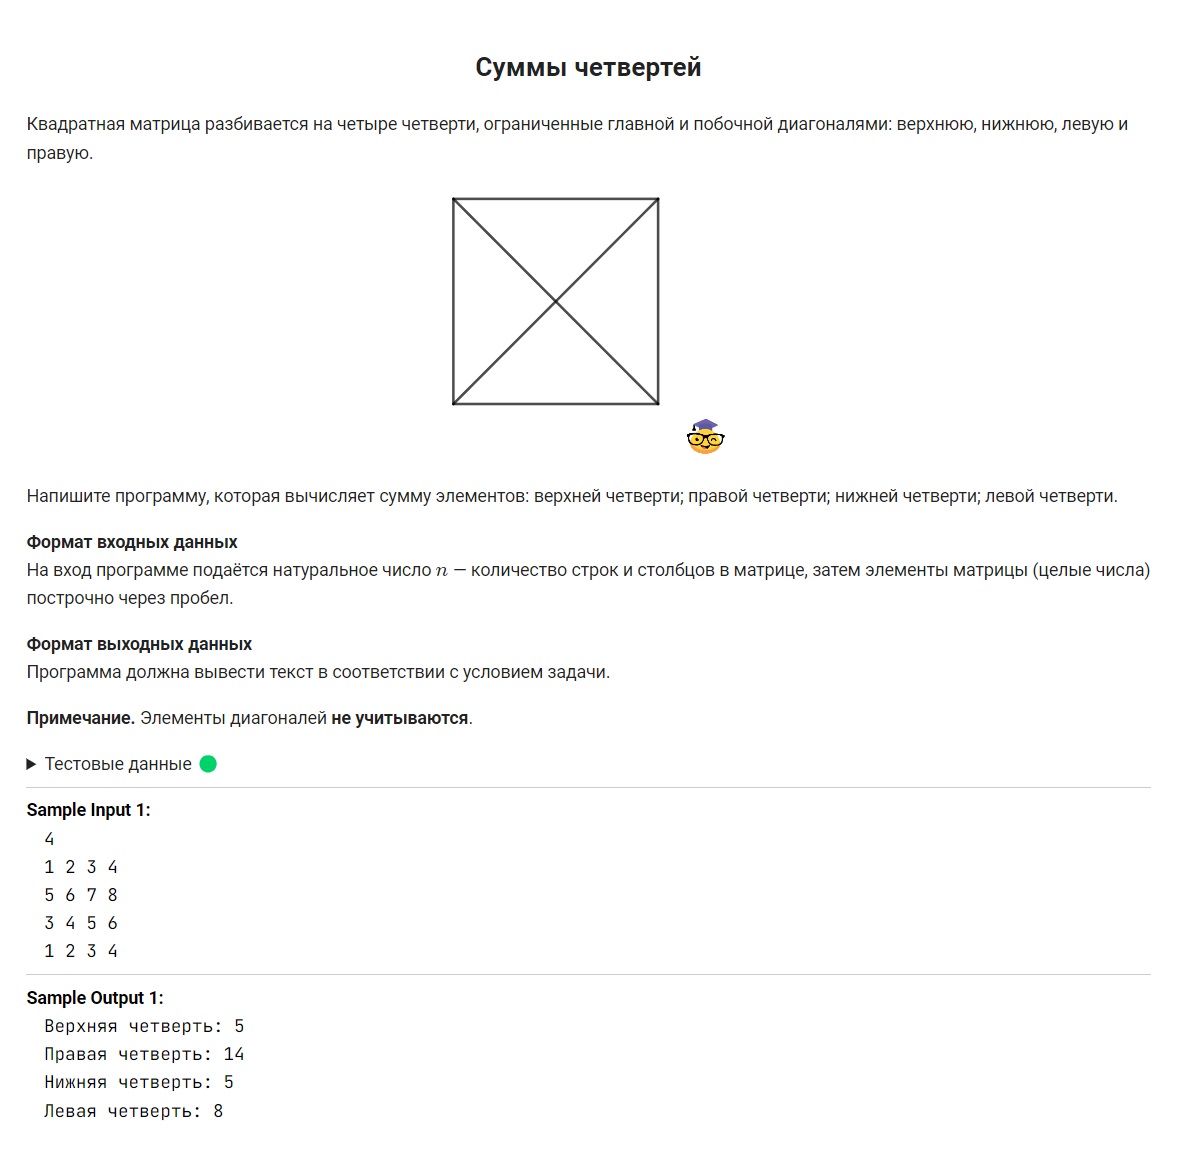 Суммы четвертей
Квадратная матрица разбивается на четыре четверти, ограниченные главной и побочной диагоналями: верхнюю, нижнюю, левую и
правую.
Напишите программу, которая вычисляет сумму элементов: верхней четверти; правой четверти; нижней четверти; левой четверти.
Формат входных данных
На вход программе подаётся натуральное число n — количество строк и столбцов в матрице, затем элементы матрицы (целые числа)
построчно через пробел.
Формат выходных данных
Программа должна вывести текст в соответствии с условием задачи.
Примечание. Элементы диагоналей не учитываются.
Тестовые данные
Sample Input 1:
4
1 2 3 4
5 6 7 8
3 4 5 6
1 2 3 4
Sample Output 1:
Верхняя четверть: 5
Правая четверть: 14
Нижняя четверть: 5
Левая четверть: 8